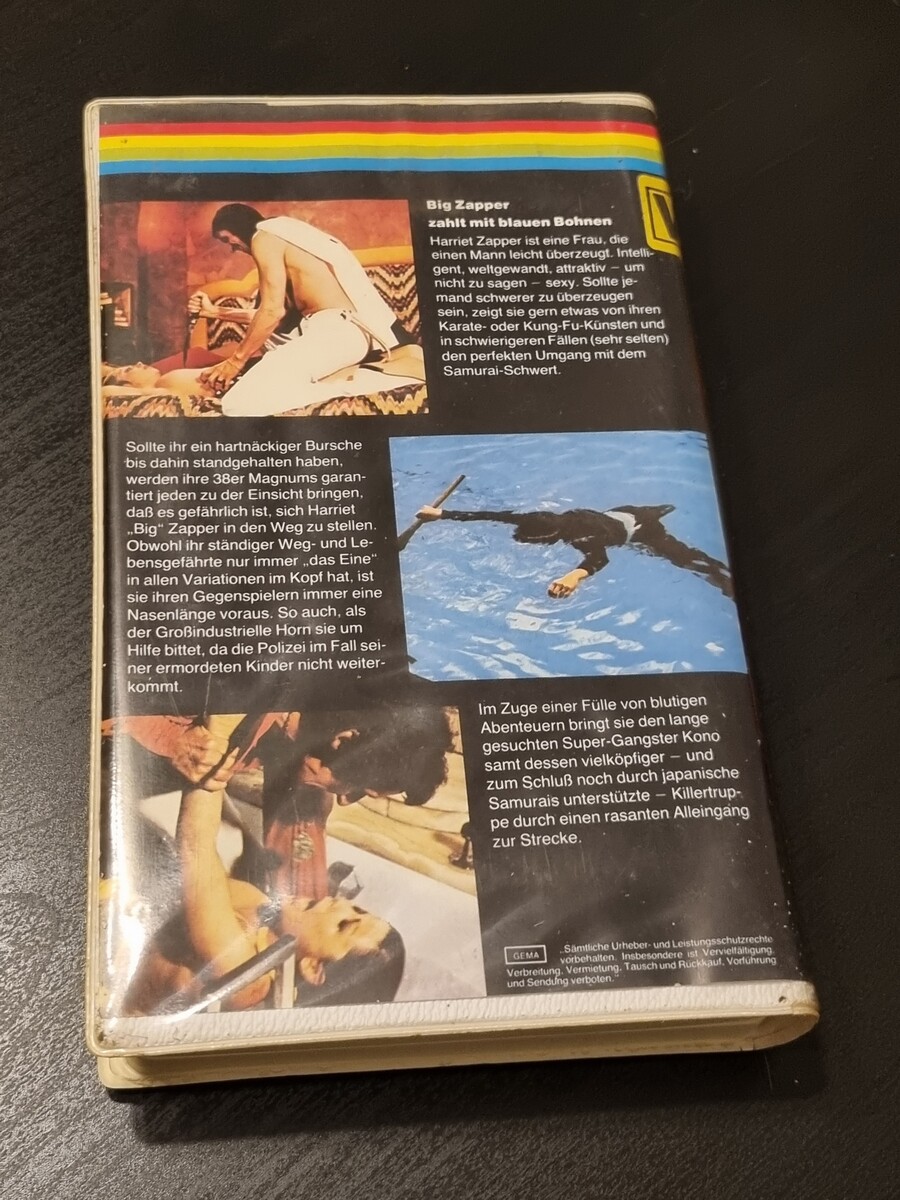 Big Zapper
zahlt mit blauen Bohnen
Harriet Zapper ist eine Frau, die
einen Mann leicht überzeugt. Intelli-
gent, weltgewandt, attraktiv – um
nicht zu sagen – sexy. Sollte je-
mand schwerer zu überzeugen
sein, zeigt sie gern etwas von ihren
Karate- oder Kung-Fu-Künsten und
in schwierigeren Fällen (sehr selten)
den perfekten Umgang mit dem
Samurai-Schwert.
Sollte ihr ein hartnäckiger Bursche
bis dahin standgehalten haben,
werden ihre 38er Magnums garan-
tiert jeden zu der Einsicht bringen,
daß es gefährlich ist, sich Harriet
„Big“ Zapper in den Weg zu stellen.
Obwohl ihr ständiger Weg- und Le-
bensgefährte nur immer „das Eine“
in allen Variationen im Kopf hat, ist
sie ihren Gegenspielern immer eine
Nasenlänge voraus. So auch, als
der Großindustrielle Horn sie um
Hilfe bittet, da die Polizei im Fall sei-
ner ermordeten Kinder nicht weiter-
kommt.
Im Zuge einer Fülle von blutigen
Abenteuern bringt sie den lange
gesuchten Super-Gangster Kono
samt dessen vielköpfiger – und
zum Schluß noch durch japanische
Samurais unterstützte – Killertrup-
pe durch einen rasanten Alleingang
zur Strecke.
GEMA
„Sämtliche Urheber- und Leistungsschutzrechte
vorbehalten. Insbesondere ist Vervielfältigung,
Verbreitung, Vermietung, Tausch und Rückkauf, Vorführung
und Sendung verboten.“